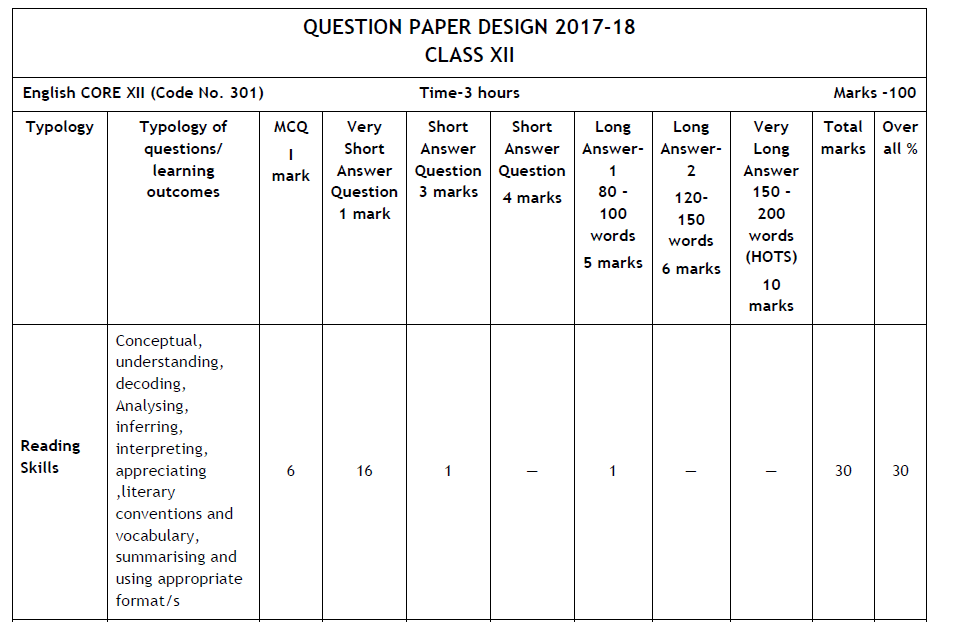 QUESTION PAPER DESIGN 2017-18
CLASS XII
English CORE XII (Code No. 301) Time-3 hours Marks -100
Typology
Typology of
questions/
learning
outcomes
MCQ
I
mark
Very
Short
Answer
Question
1 mark
Short
Answer
Question
3 marks
Short
Answer
Question
4 marks
Long
Answer-
1
80 -
100
words
5 marks
Long
Answer-
2
120-
150
words
6 marks
Very
Long
Answer
150 -
200
words
(HOTS)
10
marks
Total
marks
Over
all %
Reading
Skills
Conceptual,
understanding,
decoding,
Analysing,
inferring,
interpreting,
appreciating
,literary
conventions and
vocabulary,
summarising and
using appropriate
format/s
6
16
1
—
1
—
—
30
30